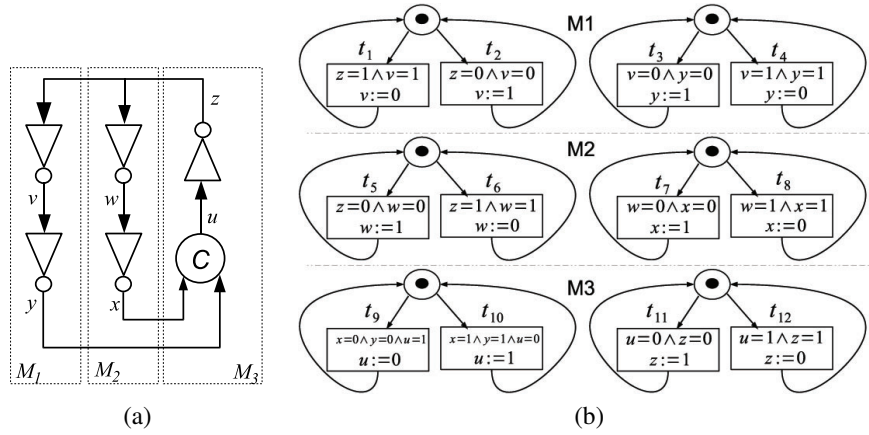 z
v
w
u
C
y
x
M₁
M₂
M₃
(a)
M1
t₁
t₂
z=1∧v=1
v:=0
z=0∧v=0
v:=1
t₃
t₄
v=0∧y=0
y:=1
v=1∧y=1
y:=0
M2
t₅
t₆
z=0∧w=0
w:=1
z=1∧w=1
w:=0
t₇
t₈
w=0∧x=0
x:=1
w=1∧x=1
x:=0
M3
t₉
t₁₀
x=0∧y=0∧u=1
u:=0
x=1∧y=1∧u=0
u:=1
t₁₁
t₁₂
u=0∧z=0
z:=1
u=1∧z=1
z:=0
(b)